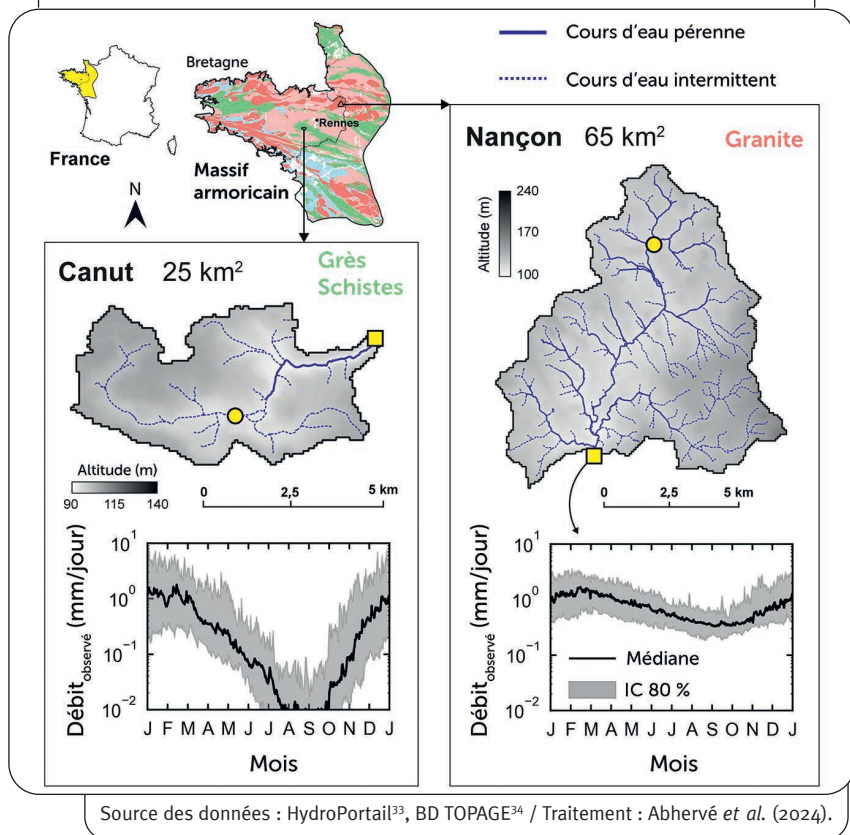 Cours d'eau pérenne
Cours d'eau intermittent
Bretagne
Rennes
France
Massif
armoricain
N
Canut 25 km²
Grès
Schistes
Altitude (m)
90 115 140
0 2,5 5 km
Débit observé (mm/jour)
10¹
10⁰
10⁻¹
10⁻²
J F M A M J J A S O N D J
Mois
Nançon 65 km²
Granite
Altitude (m)
240
170
100
0 2,5 5 km
Débit observé (mm/jour)
10¹
10⁰
10⁻¹
10⁻²
Médiane
IC 80 %
J F M A M J J A S O N D J
Mois
Source des données : HydroPortail³³, BD TOPAGE³⁴ / Traitement : Abhervé et al. (2024).